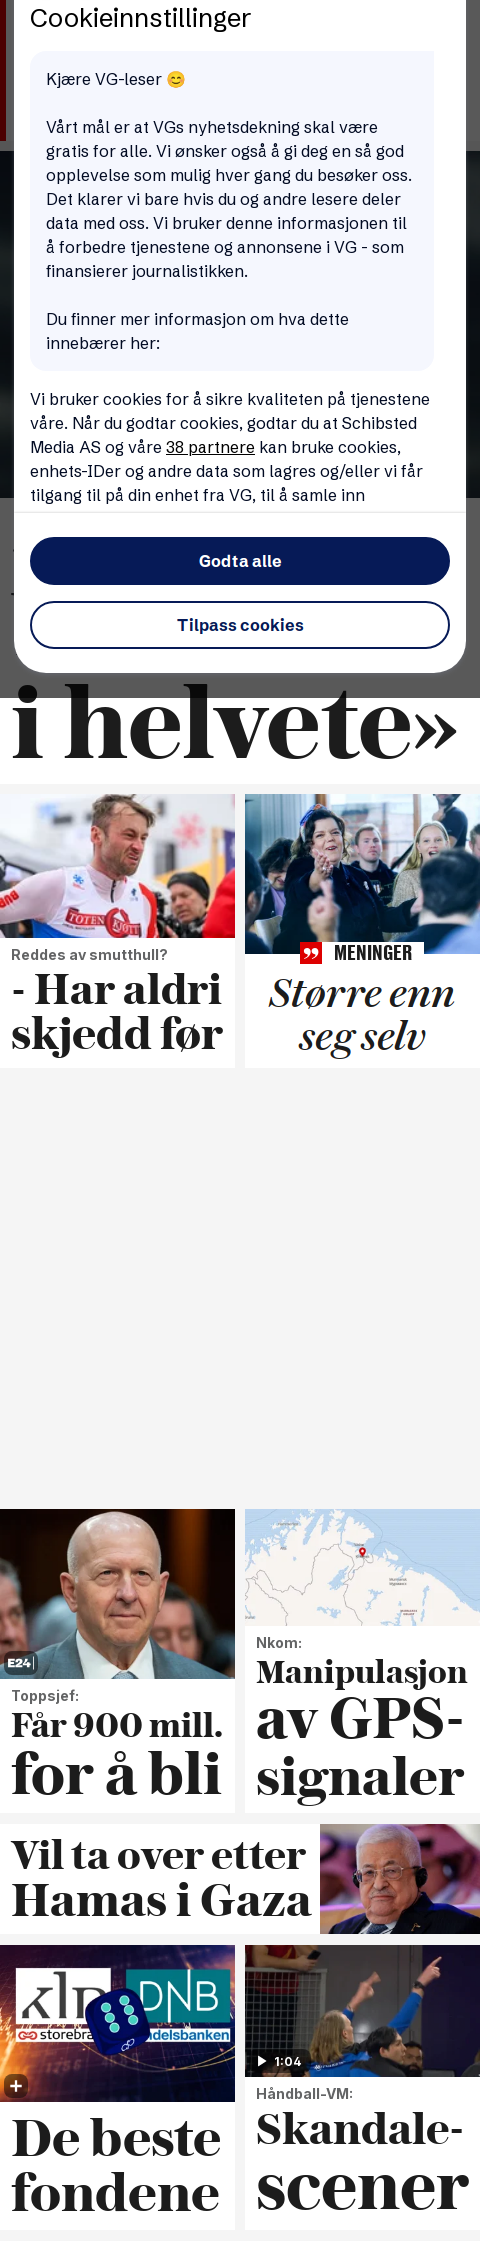 Cookieinnstillinger
Kjære VG-leser 😊
Vårt mål er at VGs nyhetsdekning skal være
gratis for alle. Vi ønsker også å gi deg en så god
opplevelse som mulig hver gang du besøker oss.
Det klarer vi bare hvis du og andre lesere deler
data med oss. Vi bruker denne informasjonen til
å forbedre tjenestene og annonsene i VG - som
finansierer journalistikken.
Du finner mer informasjon om hva dette
innebærer her:
Vi bruker cookies for å sikre kvaliteten på tjenestene
våre. Når du godtar cookies, godtar du at Schibsted
Media AS og våre 38 partnere kan bruke cookies,
enhets-IDer og andre data som lagres og/eller vi får
tilgang til på din enhet fra VG, til å samle inn
Godta alle
Tilpass cookies
i helvete»
TOTEN
KJØTT
Reddes av smutthull?
- Har aldri
skjedd før
MENINGER
Større enn
seg selv
E24
Toppsjef:
Får 900 mill.
for å bli
Nkom:
Manipulasjon
av GPS-
signaler
Vil ta over etter
Hamas i Gaza
KLP
DNB
storebra
ndelsbanken
De beste
fondene
1:04
Håndball-VM:
Skandale-
scener